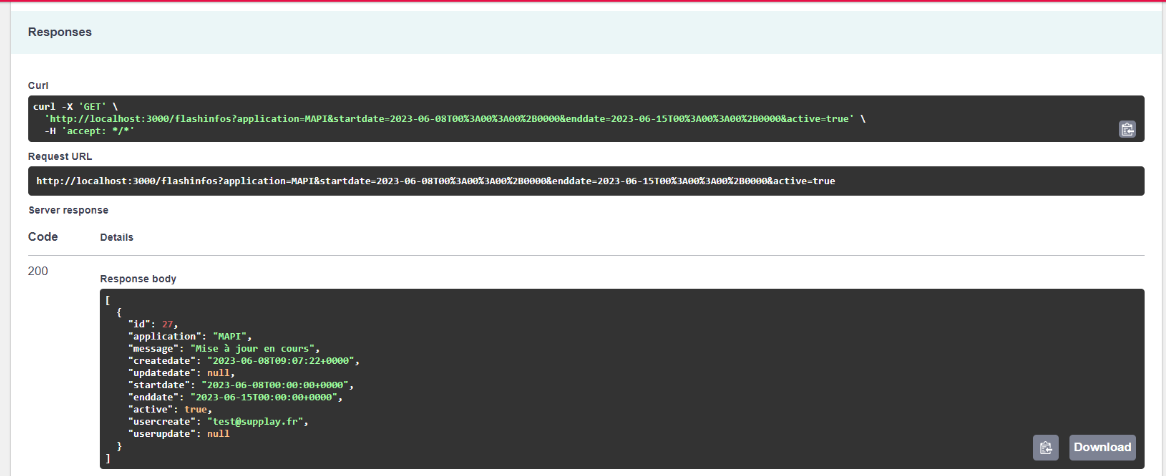 Responses
Curl
curl -X 'GET' \
'http://localhost:3000/flashinfos?application=MAPI&startdate=2023-06-08T00%3A00%3A00%2B0000&enddate=2023-06-15T00%3A00%3A00%2B0000&active=true' \
-H 'accept: */*'
Request URL
http://localhost:3000/flashinfos?application=MAPI&startdate=2023-06-08T00%3A00%3A00%2B0000&enddate=2023-06-15T00%3A00%3A00%2B0000&active=true
Server response
Code Details
200
Response body
[
{
"id": 27,
"application": "MAPI",
"message": "Mise à jour en cours",
"createdate": "2023-06-08T09:07:22+0000",
"updatedate": null,
"startdate": "2023-06-08T00:00:00+0000",
"enddate": "2023-06-15T00:00:00+0000",
"active": true,
"usercreate": "test@supplay.fr",
"userupdate": null
}
]
Download